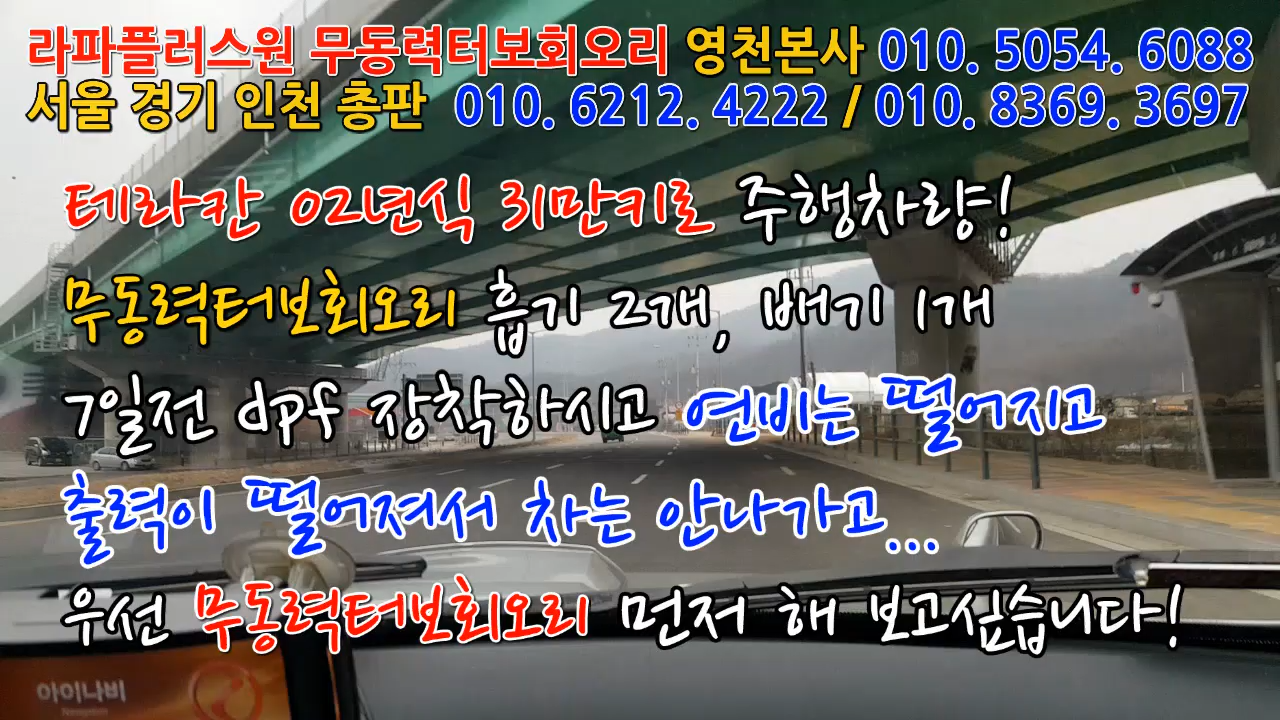 라파플러스원 무동력터보회오리 영천본사 010. 5054. 6088
서울 경기 인천 총판 010. 6212. 4222 / 010. 8369. 3697
테라칸 02년식 31만키로 주행차량!
무동력터보회오리 흡기 2개, 배기 1개
7일전 dpf 장착하시고 연비는 떨어지고
출력이 떨어져서 차는 안나가고...
우선 무동력터보회오리 먼저 해 보고싶습니다!
아이나비